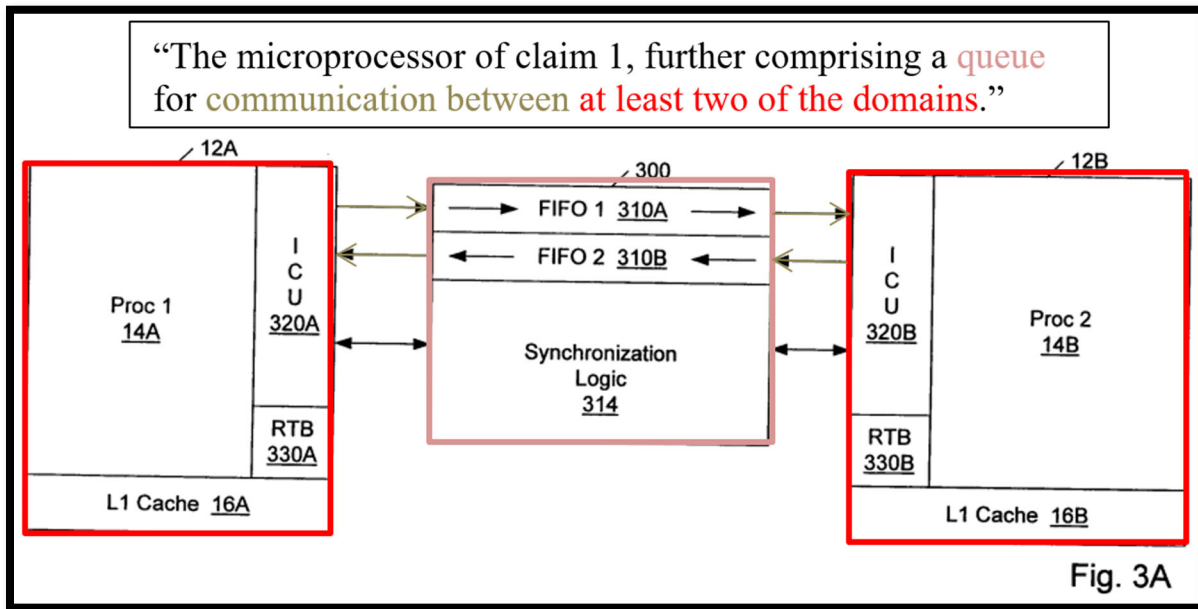 “The microprocessor of claim 1, further comprising a queue
for communication between at least two of the domains.”
12A
300
12B
FIFO 1 310A
FIFO 2 310B
I
C
U
320A
Proc 1
14A
RTB
330A
L1 Cache 16A
Synchronization
Logic
314
I
C
U
320B
Proc 2
14B
RTB
330B
L1 Cache 16B
Fig. 3A